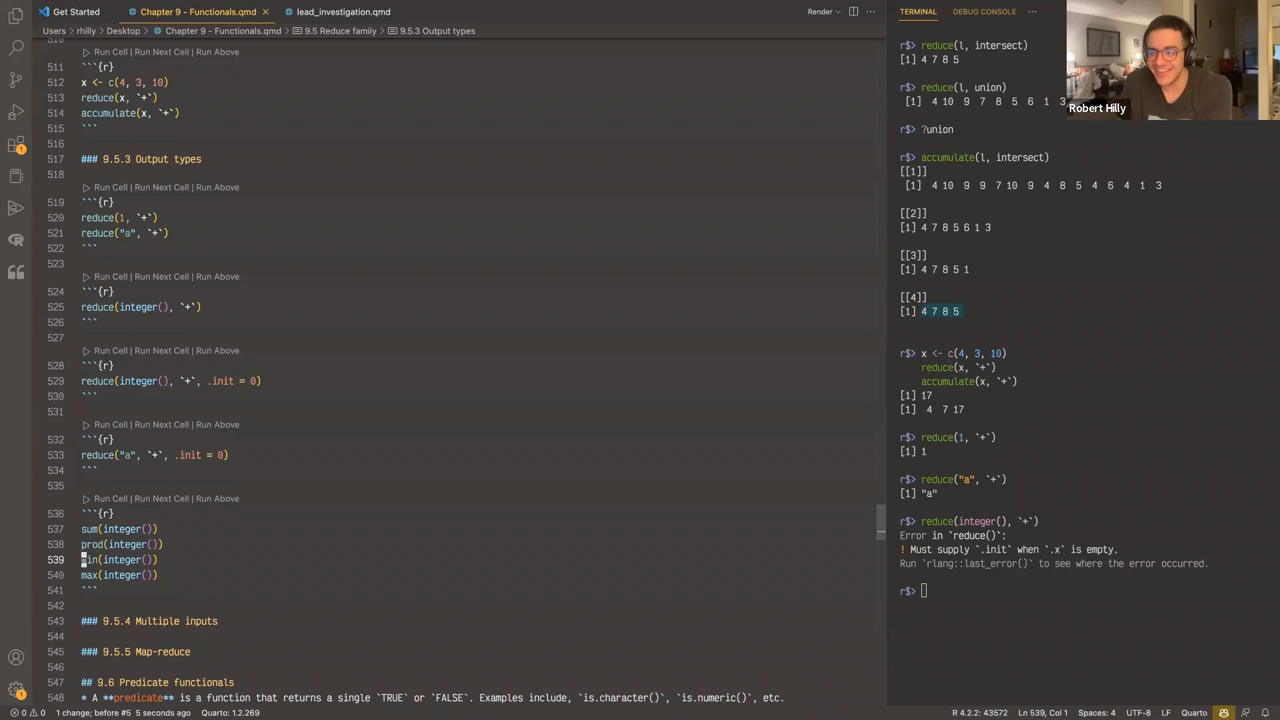 Get Started
Chapter 9 - Functionals.qmd ×
lead_investigation.qmd
Render
Users > rhilly > Desktop > Chapter 9 - Functionals.qmd > 9.5 Reduce family > 9.5.3 Output types
510
Run Cell | Run Next Cell | Run Above
511 ```{r}
512 x <- c(4, 3, 10)
513 reduce(x, `+`)
514 accumulate(x, `+`)
515 ```
516
517 ### 9.5.3 Output types
518
Run Cell | Run Next Cell | Run Above
519 ```{r}
520 reduce(1, `+`)
521 reduce("a", `+`)
522 ```
523
Run Cell | Run Next Cell | Run Above
524 ```{r}
525 reduce(integer(), `+`)
526 ```
527
Run Cell | Run Next Cell | Run Above
528 ```{r}
529 reduce(integer(), `+`, .init = 0)
530 ```
531
Run Cell | Run Next Cell | Run Above
532 ```{r}
533 reduce("a", `+`, .init = 0)
534 ```
535
Run Cell | Run Next Cell | Run Above
536 ```{r}
537 sum(integer())
538 prod(integer())
539 min(integer())
540 max(integer())
541 ```
542
543 ### 9.5.4 Multiple inputs
544
545 ### 9.5.5 Map-reduce
546
547 ## 9.6 Predicate functionals
548 * A **predicate** is a function that returns a single `TRUE` or `FALSE`. Examples include, `is.character()`, `is.numeric()`, etc.
TERMINAL
DEBUG CONSOLE
r$> reduce(l, intersect)
[1] 4 7 8 5
r$> reduce(l, union)
[1] 4 10 9 7 8 5 6 1 3
r$> ?union
r$> accumulate(l, intersect)
[[1]]
[1] 4 10 9 9 7 10 9 4 8 5 4 6 4 1 3
[[2]]
[1] 4 7 8 5 6 1 3
[[3]]
[1] 4 7 8 5 1
[[4]]
[1] 4 7 8 5
r$> x <- c(4, 3, 10)
reduce(x, `+`)
accumulate(x, `+`)
[1] 17
[1] 4 7 17
r$> reduce(1, `+`)
[1] 1
r$> reduce("a", `+`)
[1] "a"
r$> reduce(integer(), `+`)
Error in `reduce()`:
! Must supply `.init` when `.x` is empty.
Run `rlang::last_error()` to see where the error occurred.
r$>
Robert Hilly
1
1
0 0 1 change; before #5 5 seconds ago Quarto: 1.2.269
R 4.2.2: 43572 Ln 539, Col 1 Spaces: 4 UTF-8 LF Quarto